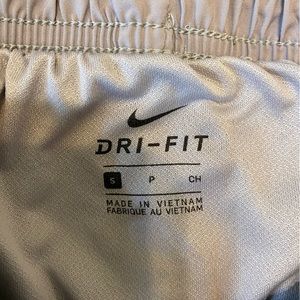 DRI-FIT
S P CH
MADE IN VIETNAM
FABRIQUE AU VIETNAM